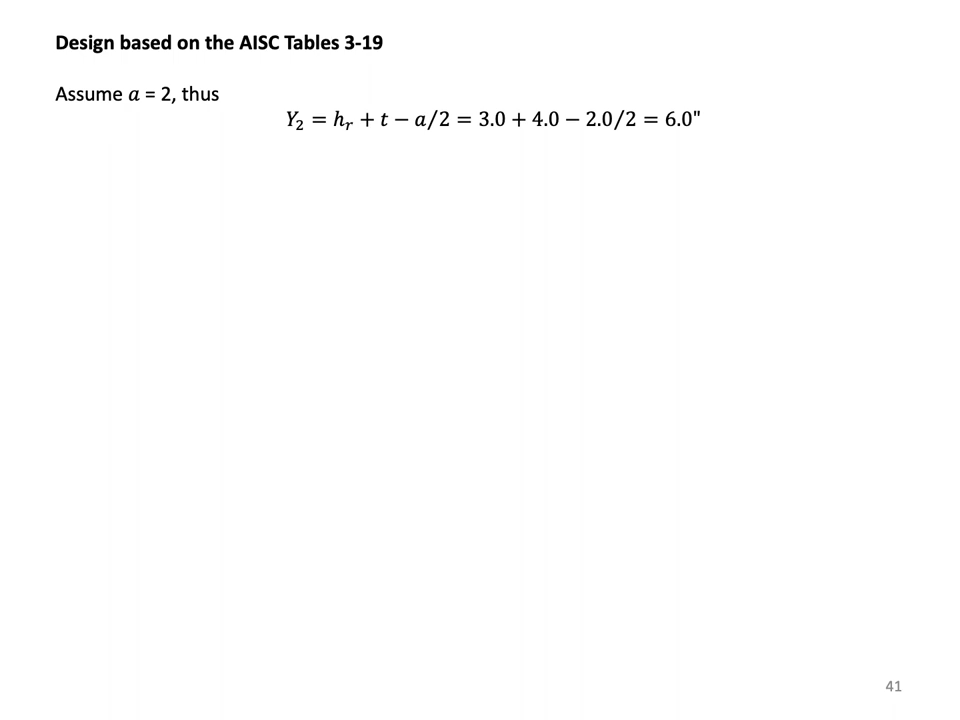 Design based on the AISC Tables 3-19
Assume 𝑎 = 2, thus
𝑌₂ = ℎᵣ + 𝑡 − 𝑎/2 = 3.0 + 4.0 − 2.0/2 = 6.0"
41